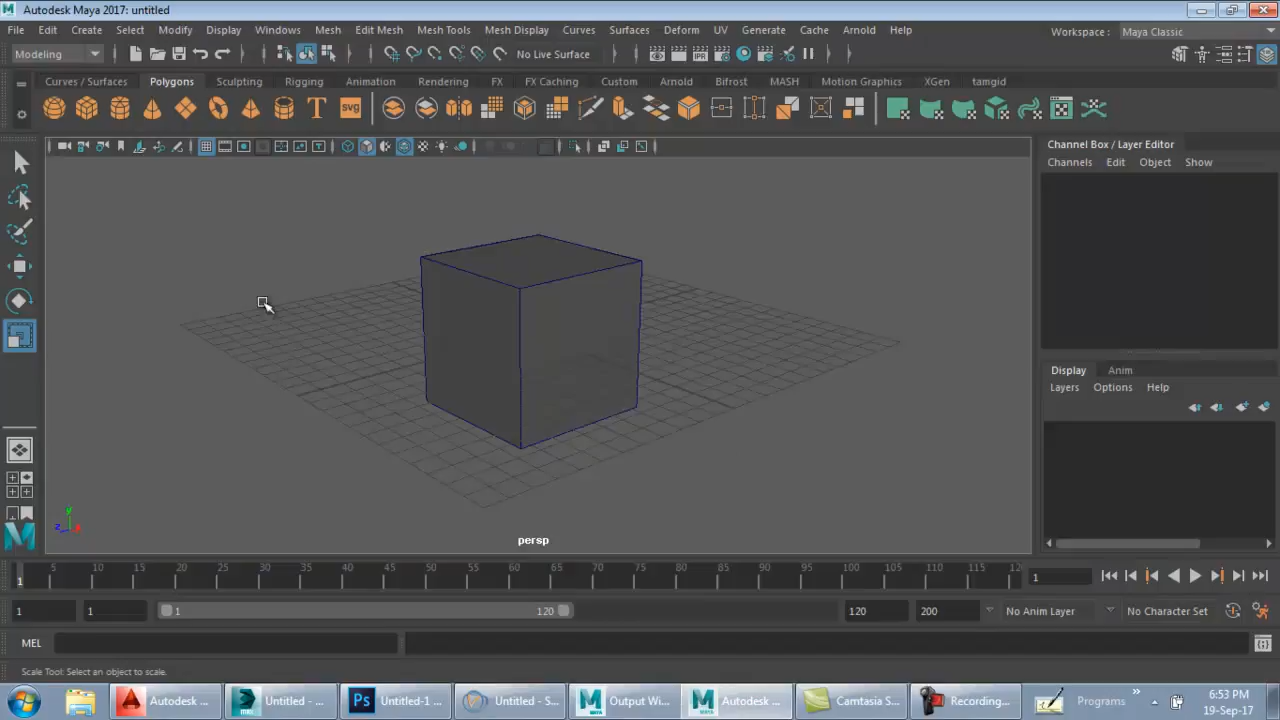 Autodesk Maya 2017: untitled
File Edit Create Select Modify Display Windows Mesh Edit Mesh Mesh Tools Mesh Display Curves Surfaces Deform UV Generate Cache Arnold Help Workspace : Maya Classic
Modeling No Live Surface
Curves / Surfaces Polygons Sculpting Rigging Animation Rendering FX FX Caching Custom Arnold Bifrost MASH Motion Graphics XGen tamgid
T SVG
Channel Box / Layer Editor
Channels Edit Object Show
Display Anim
Layers Options Help
y
z x
persp
5 10 15 20 25 30 35 40 45 50 55 60 65 70 75 80 85 90 95 100 105 110 115 12
1 1
1 1 1 120 120 200 No Anim Layer No Character Set
MEL
Scale Tool: Select an object to scale.
Autodesk ... Untitled - ... Ps Untitled-1 ... Untitled - S... Output Wi... Autodesk ... Camtasia S... Recording... Programs » 6:53 PM
19-Sep-17